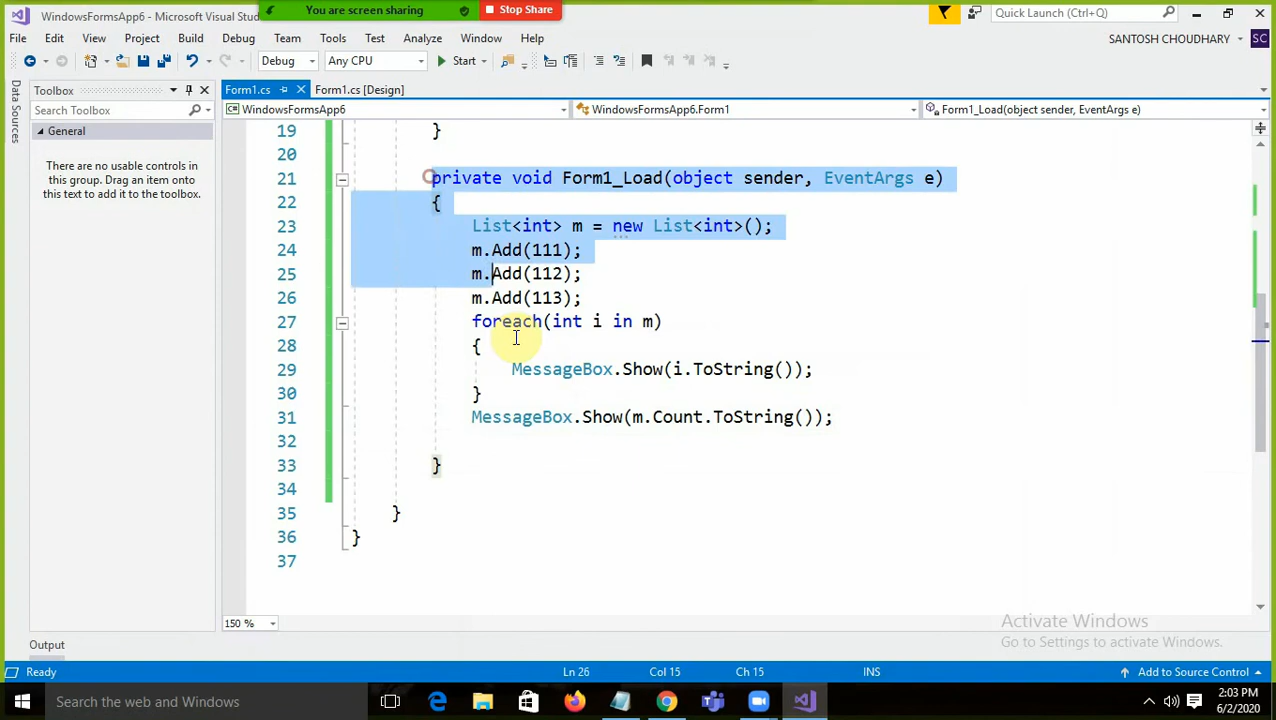 You are screen sharing
Stop Share
WindowsFormsApp6 - Microsoft Visual Stu
Quick Launch (Ctrl+Q)
File Edit View Project Build Debug Team Tools Test Analyze Window Help
SANTOSH CHOUDHARY
SC
Debug
Any CPU
Start
Data Sources
Toolbox
Search Toolbox
General
There are no usable controls in
this group. Drag an item onto
this text to add it to the toolbox.
Form1.cs
Form1.cs [Design]
WindowsFormsApp6
WindowsFormsApp6.Form1
Form1_Load(object sender, EventArgs e)
19 }
20
21 private void Form1_Load(object sender, EventArgs e)
22 {
23 List<int> m = new List<int>();
24 m.Add(111);
25 m.Add(112);
26 m.Add(113);
27 foreach(int i in m)
28 {
29 MessageBox.Show(i.ToString());
30 }
31 MessageBox.Show(m.Count.ToString());
32
33 }
34
35 }
36 }
37
150 %
Activate Windows
Go to Settings to activate Windows.
Output
Ready
Ln 26
Col 15
Ch 15
INS
Add to Source Control
Search the web and Windows
2:03 PM
6/2/2020